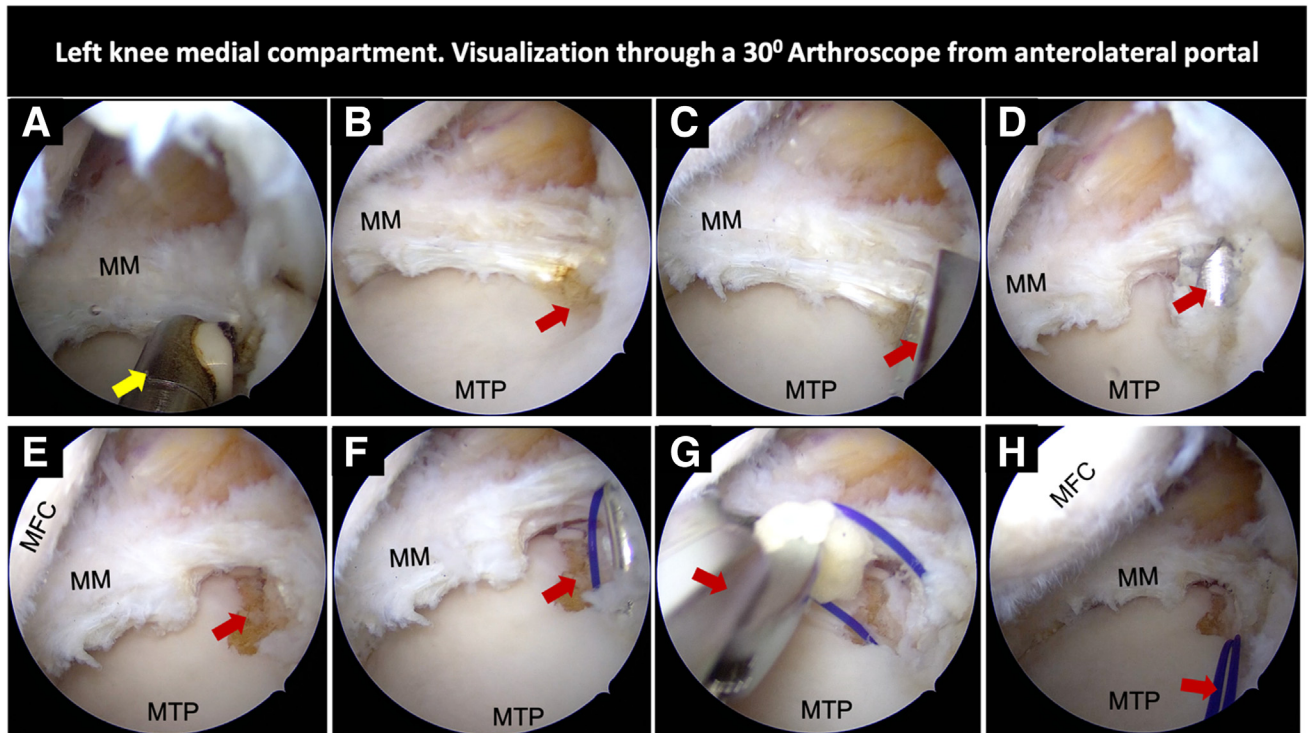 Left knee medial compartment. Visualization through a 30⁰ Arthroscope from anterolateral portal
A
MM
B
MM
MTP
C
MM
MTP
D
MM
MTP
E
MFC
MM
MTP
F
MM
MTP
G
MTP
H
MFC
MM
MTP